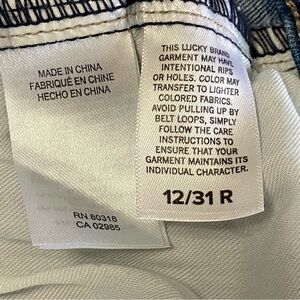 MADE IN CHINA
FABRIQUÉ EN CHINE
HECHO EN CHINA
RN 80318
CA 02985
THIS LUCKY BRAND
GARMENT MAY HAVE
INTENTIONAL RIPS
OR HOLES. COLOR MAY
TRANSFER TO LIGHTER
COLORED FABRICS.
AVOID PULLING UP BY
BELT LOOPS, SIMPLY
FOLLOW THE CARE
INSTRUCTIONS TO
ENSURE THAT YOUR
GARMENT MAINTAINS ITS
INDIVIDUAL CHARACTER.
12/31 R